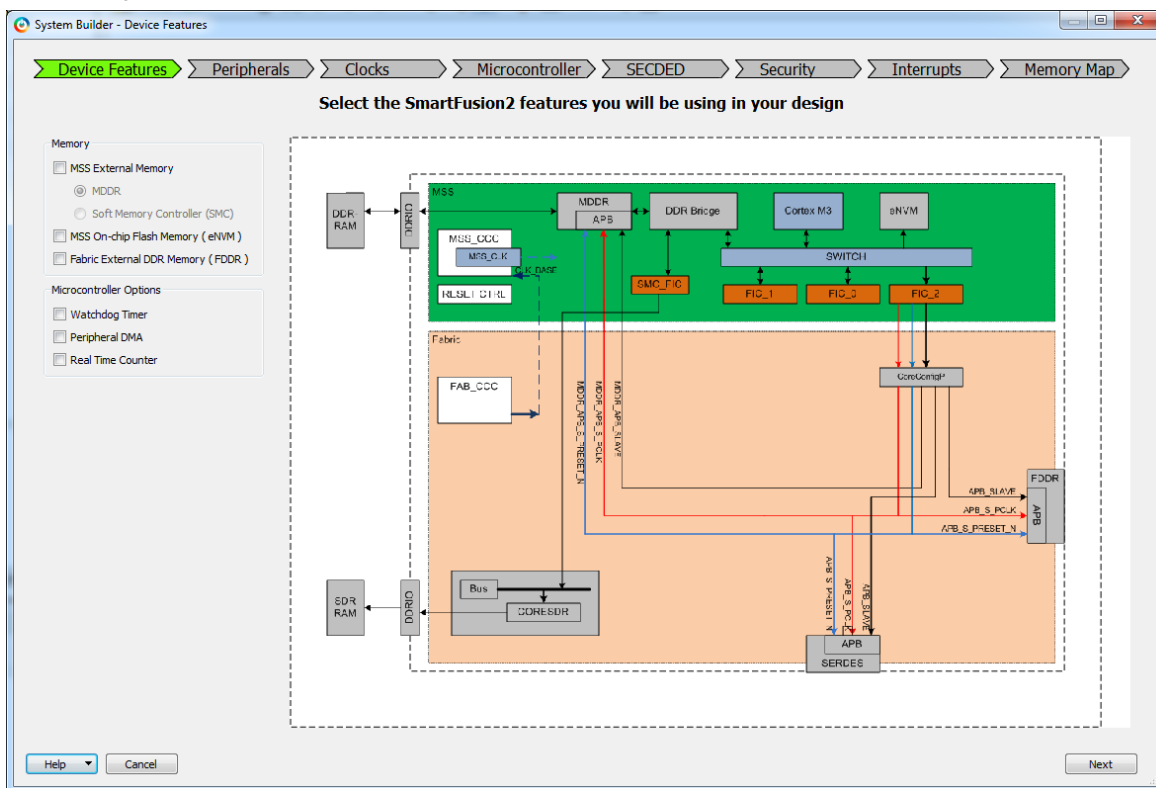 System Builder - Device Features
Device Features
Peripherals
Clocks
Microcontroller
SECDED
Security
Interrupts
Memory Map
Select the SmartFusion2 features you will be using in your design
Memory
MSS External Memory
MDDR
Soft Memory Controller (SMC)
MSS On-chip Flash Memory ( eNVM )
Fabric External DDR Memory ( FDDR )
Microcontroller Options
Watchdog Timer
Peripheral DMA
Real Time Counter
MSS
DDR
RAM
MDDR
APB
DDR Bridge
Cortex M3
eNVM
MSS_CCC
MSS_CLK
CLK_BASE
SWITCH
RESET CTRL
SMC_FIC
FIC_1
FIC_0
FIC_2
Fabric
FAB_CCC
MDDR_APB_S_PRESET_N
MDDR_APB_S_PCLK
MDDR_APB_SLAVE
CoreConfigP
FDDR
APB
APB_SLAVE
APB_S_PCLK
APB_S_PRESET_N
SDR
RAM
Bus
CORESDR
APB_S_PRESET_N
APB_S_PCLK
APB_SLAVE
APB
SERDES
Help
Cancel
Next